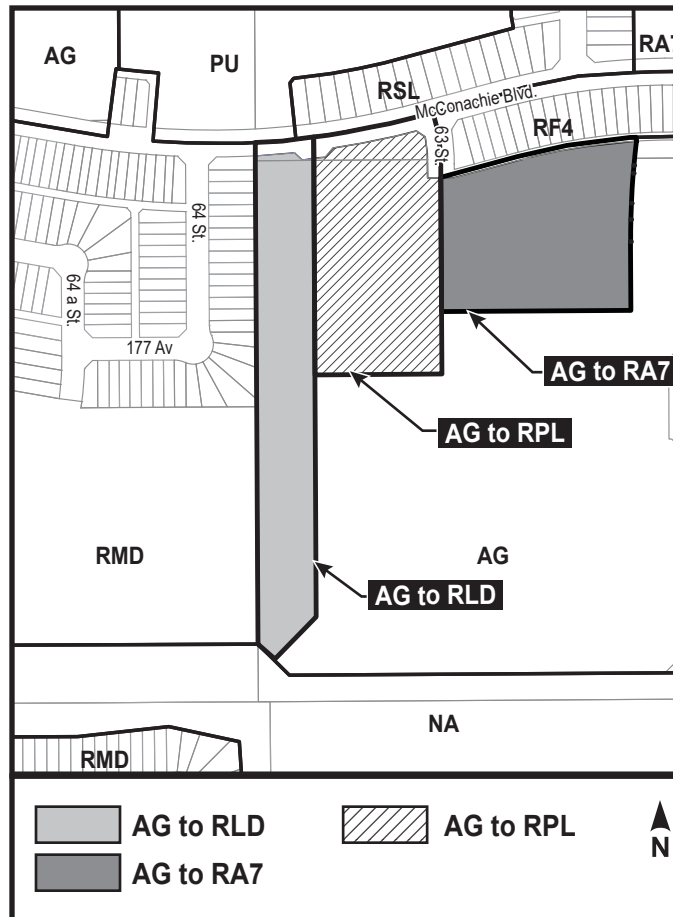 AG
PU
RA7
RSL
McConachie Blvd.
RF4
63 St.
64 St.
64 a St.
177 Av
AG to RA7
AG to RPL
RMD
AG
AG to RLD
NA
RMD
AG to RLD
AG to RPL
AG to RA7
N